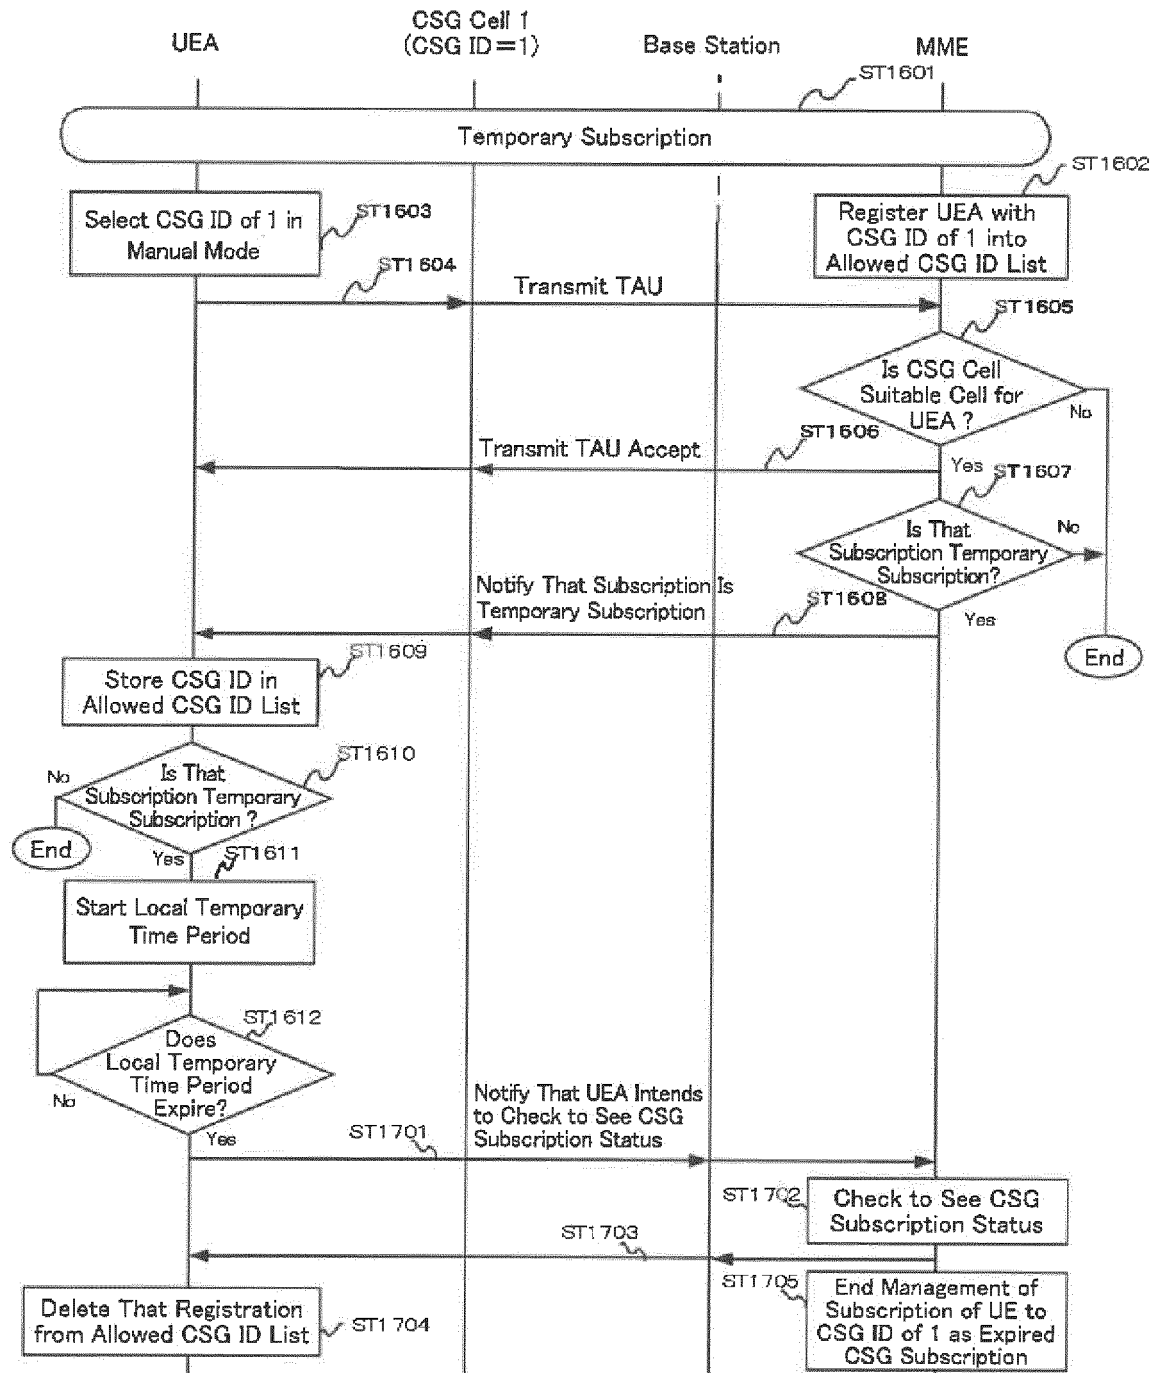 UEA
CSG Cell 1
(CSG ID=1)
Base Station
MME
ST1601
Temporary Subscription
ST1602
Select CSG ID of 1 in
Manual Mode
ST1603
Register UEA with
CSG ID of 1 into
Allowed CSG ID List
ST1604
Transmit TAU
ST1605
Is CSG Cell
Suitable Cell for
UEA ?
No
ST1606
Transmit TAU Accept
Yes
ST1607
Is That
Subscription Temporary
Subscription?
No
Notify That Subscription Is
Temporary Subscription
ST1608
Yes
End
ST1609
Store CSG ID in
Allowed CSG ID List
ST1610
No
Is That
Subscription Temporary
Subscription ?
End
Yes
ST1611
Start Local Temporary
Time Period
ST1612
Does
Local Temporary
Time Period
Expire?
No
Yes
Notify That UEA Intends
to Check to See CSG
Subscription Status
ST1701
ST1702
Check to See CSG
Subscription Status
ST1703
ST1705
End Management of
Subscription of UE to
CSG ID of 1 as Expired
CSG Subscription
Delete That Registration
from Allowed CSG ID List
ST1704